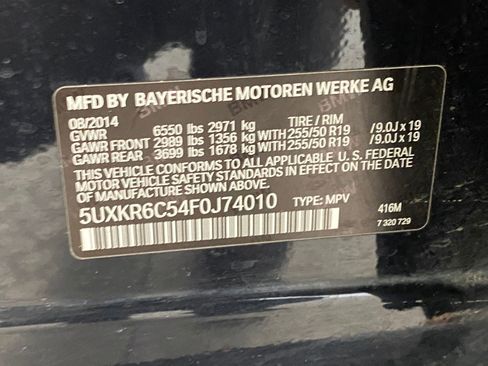 MFD BY BAYERISCHE MOTOREN WERKE AG
08/2014 TIRE / RIM
GVWR 6550 lbs 2971 kg
GAWR FRONT 2989 lbs 1356 kg WITH 255/50 R19 /9.0J x 19
GAWR REAR 3699 lbs 1678 kg WITH 255/50 R19 /9.0J x 19
THIS VEHICLE CONFORMS TO ALL APPLICABLE U.S. FEDERAL
MOTOR VEHICLE SAFETY STANDARDS IN EFFECT ON THE
DATE OF MANUFACTURE SHOWN ABOVE.
5UXKR6C54F0J74010 TYPE: MPV
416M
7 320 729